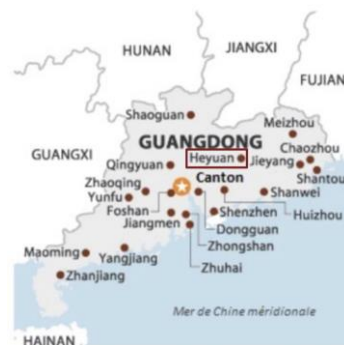 HUNAN
JIANGXI
FUJIAN
Shaoguan
Meizhou
GUANGDONG
GUANGXI
Heyuan
Chaozhou
Qingyuan
Jieyang
Canton
Shantou
Zhaoqing
Yunfu
Shanwei
Foshan
Shenzhen
Huizhou
Jiangmen
Dongguan
Zhongshan
Maoming
Yangjiang
Zhuhai
Zhanjiang
Mer de Chine méridionale
HAINAN